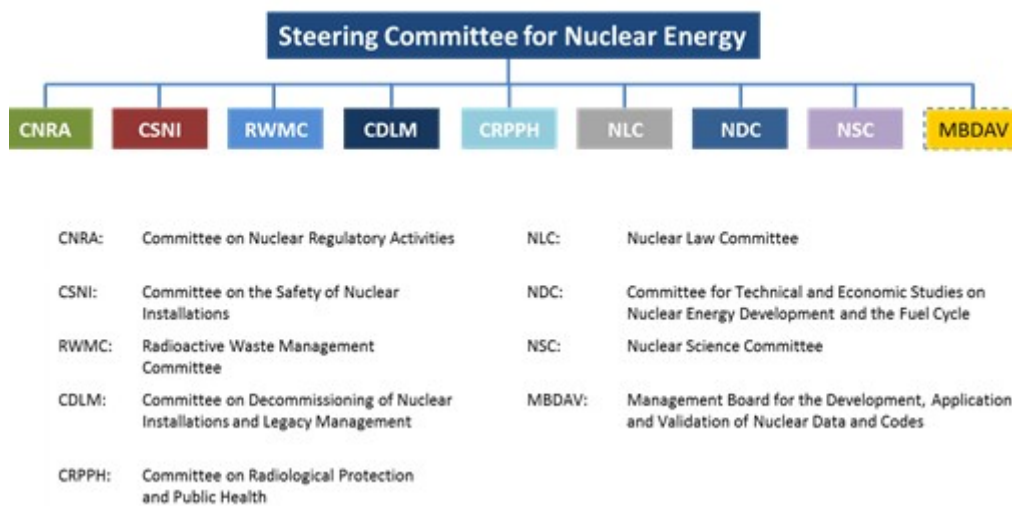 Steering Committee for Nuclear Energy
CNRA
CSNI
RWMC
CDLM
CRPPH
NLC
NDC
NSC
MBDAV
CNRA: Committee on Nuclear Regulatory Activities
CSNI: Committee on the Safety of Nuclear
Installations
RWMC: Radioactive Waste Management
Committee
CDLM: Committee on Decommissioning of Nuclear
Installations and Legacy Management
CRPPH: Committee on Radiological Protection
and Public Health
NLC: Nuclear Law Committee
NDC: Committee for Technical and Economic Studies on
Nuclear Energy Development and the Fuel Cycle
NSC: Nuclear Science Committee
MBDAV: Management Board for the Development, Application
and Validation of Nuclear Data and Codes